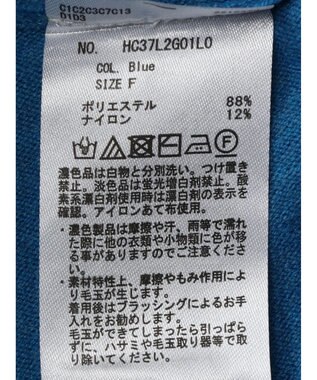 C1C2C3C7C13
D1D3
NO. HC37L2G01L0
COL. Blue
SIZE F
ポリエステル 88%
ナイロン 12%
濃色品は白物と分別洗い。つけ置き
禁止。淡色品は蛍光増白剤禁止。酸
素系漂白剤使用時は漂白剤の表示を
確認。アイロンあて布使用。
・濃色製品は摩擦や汗、雨等で濡れ
た際に他の衣類や小物類に色が移
る事がありますのでご注意くださ
い。
・素材特性上、摩擦やもみ作用によ
り毛玉が生じます。
着用後はブラッシングによるお手
入れをお勧めします。
毛玉ができてしまったら引っぱら
ずに、ハサミや毛玉取り器等で取
り除いてください。